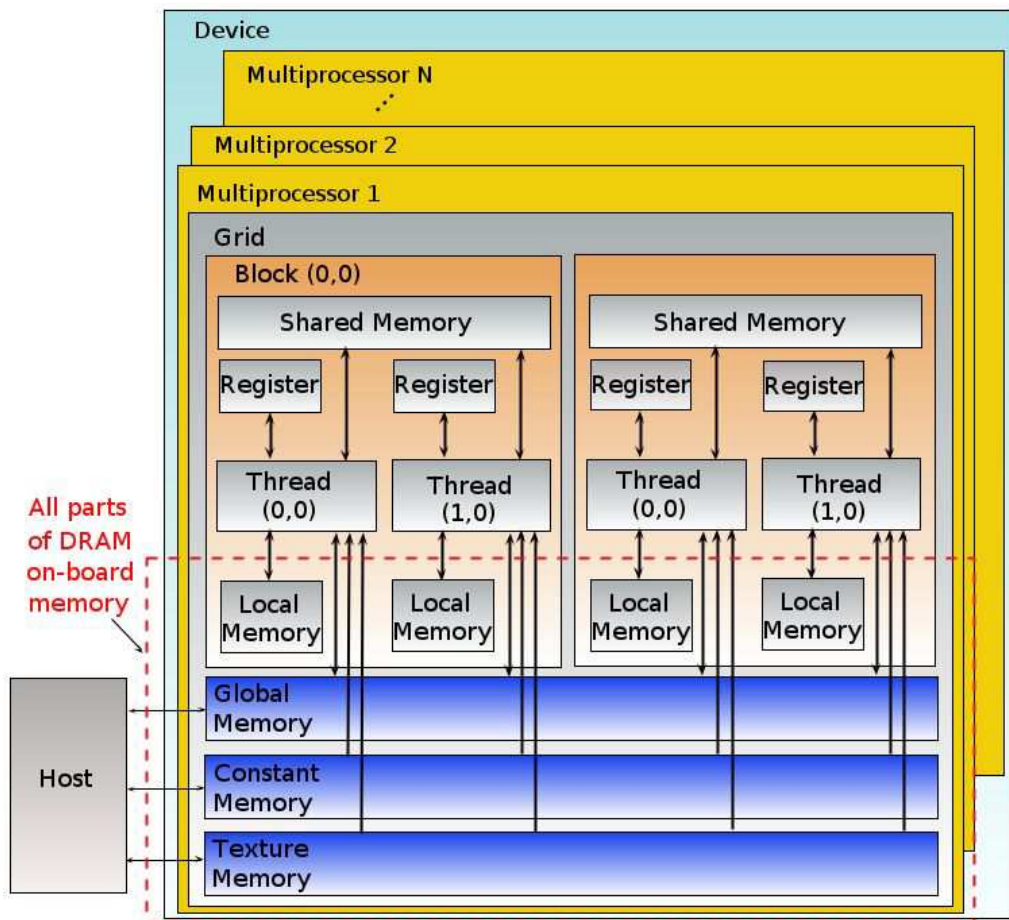 Device
Multiprocessor N
Multiprocessor 2
Multiprocessor 1
Grid
Block (0,0)
Shared Memory
Register
Register
Thread
(0,0)
Thread
(1,0)
Local
Memory
Local
Memory
Shared Memory
Register
Register
Thread
(0,0)
Thread
(1,0)
Local
Memory
Local
Memory
All parts
of DRAM
on-board
memory
Host
Global
Memory
Constant
Memory
Texture
Memory